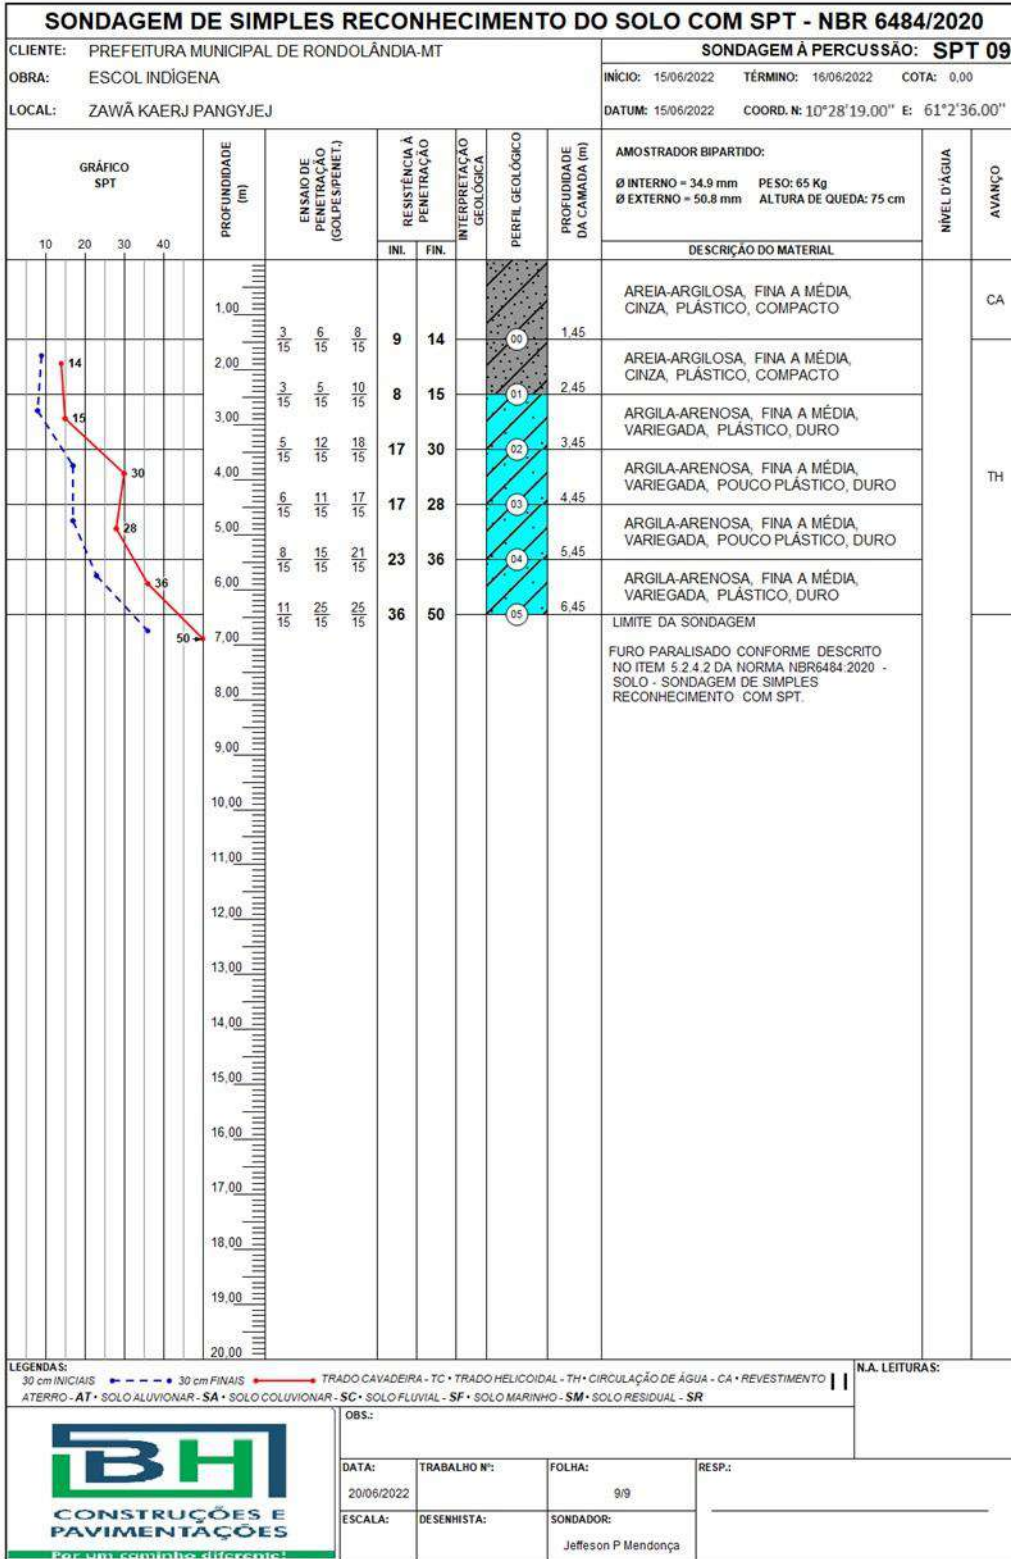 SONDAGEM DE SIMPLES RECONHECIMENTO DO SOLO COM SPT - NBR 6484/2020
CLIENTE: PREFEITURA MUNICIPAL DE RONDOLÂNDIA-MT
SONDAGEM À PERCUSSÃO: SPT 09
OBRA: ESCOL INDÌGENA
INÍCIO: 15/06/2022 TÉRMINO: 16/06/2022 COTA: 0,00
LOCAL: ZAWÃ KAERJ PANGYJEJ
DATUM: 15/06/2022 COORD. N: 10°28'19.00" E: 61°2'36.00"
GRÁFICO
SPT
10 20 30 40
PROFUNDIDADE
(m)
ENSAIO DE
PENETRAÇÃO
(GOLPES/PENET.)
RESISTÊNCIA À
PENETRAÇÃO
INI. FIN.
INTERPRETAÇÃO
GEOLÓGICA
PERFIL GEOLÓGICO
PROFUDIDADE
DA CAMADA (m)
AMOSTRADOR BIPARTIDO:
Ø INTERNO = 34.9 mm PESO: 65 Kg
Ø EXTERNO = 50.8 mm ALTURA DE QUEDA: 75 cm
DESCRIÇÃO DO MATERIAL
NÍVEL D'ÁGUA
AVANÇO
AREIA-ARGILOSA, FINA A MÉDIA,
CINZA, PLÁSTICO, COMPACTO
CA
1,00
3/15 6/15 8/15 9 14 00 1,45
14 2,00
AREIA-ARGILOSA, FINA A MÉDIA,
CINZA, PLÁSTICO, COMPACTO
3/15 5/15 10/15 8 15 01 2,45
15 3,00
ARGILA-ARENOSA, FINA A MÉDIA,
VARIEGADA, PLÁSTICO, DURO
5/15 12/15 18/15 17 30 02 3,45
30 4,00
ARGILA-ARENOSA, FINA A MÉDIA,
VARIEGADA, POUCO PLÁSTICO, DURO
TH
6/15 11/15 17/15 17 28 03 4,45
28 5,00
ARGILA-ARENOSA, FINA A MÉDIA,
VARIEGADA, POUCO PLÁSTICO, DURO
8/15 15/15 21/15 23 36 04 5,45
36 6,00
ARGILA-ARENOSA, FINA A MÉDIA,
VARIEGADA, PLÁSTICO, DURO
11/15 25/15 25/15 36 50 05 6,45
50 7,00
LIMITE DA SONDAGEM
FURO PARALISADO CONFORME DESCRITO
NO ITEM 5.2.4.2 DA NORMA NBR6484:2020 -
SOLO - SONDAGEM DE SIMPLES
RECONHECIMENTO COM SPT.
8,00
9,00
10,00
11,00
12,00
13,00
14,00
15,00
16,00
17,00
18,00
19,00
20,00
LEGENDAS:
30 cm INICIAIS 30 cm FINAIS TRADO CAVADEIRA - TC • TRADO HELICOIDAL - TH • CIRCULAÇÃO DE ÁGUA - CA • REVESTIMENTO
ATERRO - AT • SOLO ALUVIONAR - SA • SOLO COLUVIONAR - SC • SOLO FLUVIAL - SF • SOLO MARINHO - SM • SOLO RESIDUAL - SR
N.A. LEITURAS:
BH
CONSTRUÇÕES E
PAVIMENTAÇÕES
Por um caminho diferente!
OBS.:
DATA: TRABALHO Nº: FOLHA: RESP.:
20/06/2022 9/9
ESCALA: DESENHISTA: SONDADOR:
Jeffeson P Mendonça